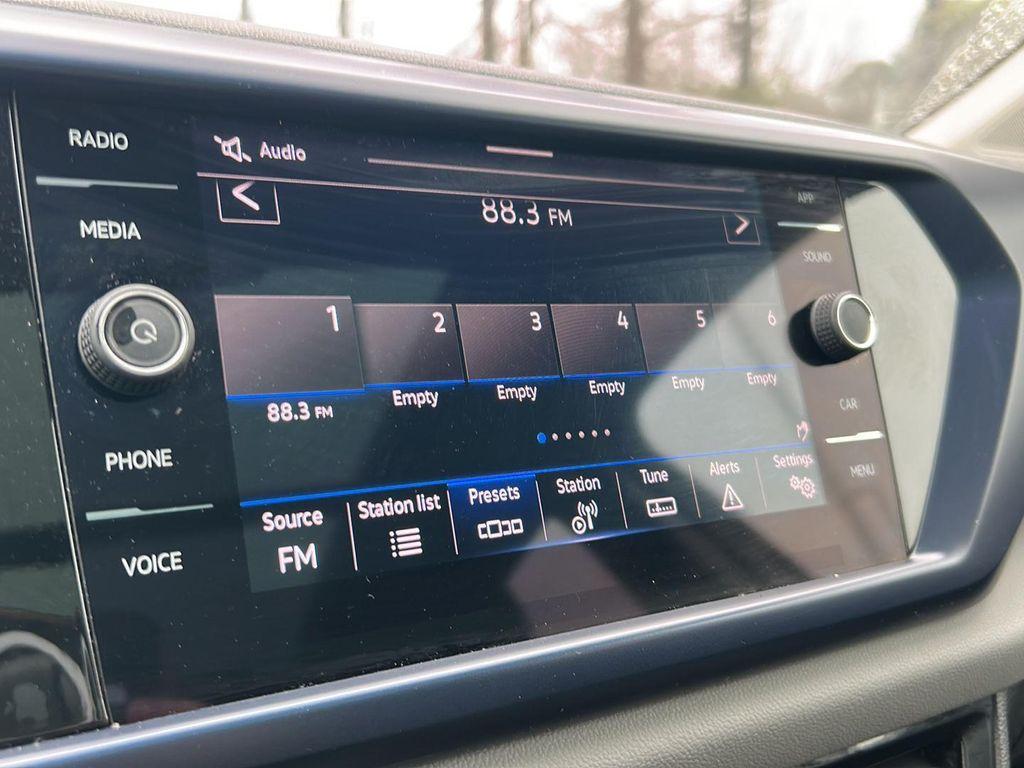 RADIO
MEDIA
PHONE
VOICE
Audio
88.3 FM
1
2
3
4
5
6
88.3 FM
Empty
Empty
Empty
Empty
Empty
Source
FM
Station list
Presets
Station
Tune
Alerts
Settings
APP
SOUND
CAR
MENU